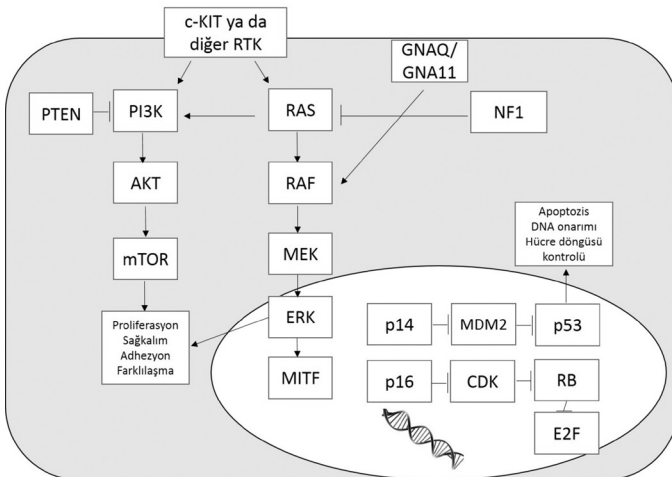 c-KIT ya da
diğer RTK
GNAQ/
GNA11
PTEN
PI3K
RAS
NF1
AKT
RAF
mTOR
MEK
Apoptozis
DNA onarımı
Hücre döngüsü
kontrolü
Proliferasyon
Sağkalım
Adhezyon
Farklılaşma
ERK
MITF
p14
MDM2
p53
p16
CDK
RB
E2F